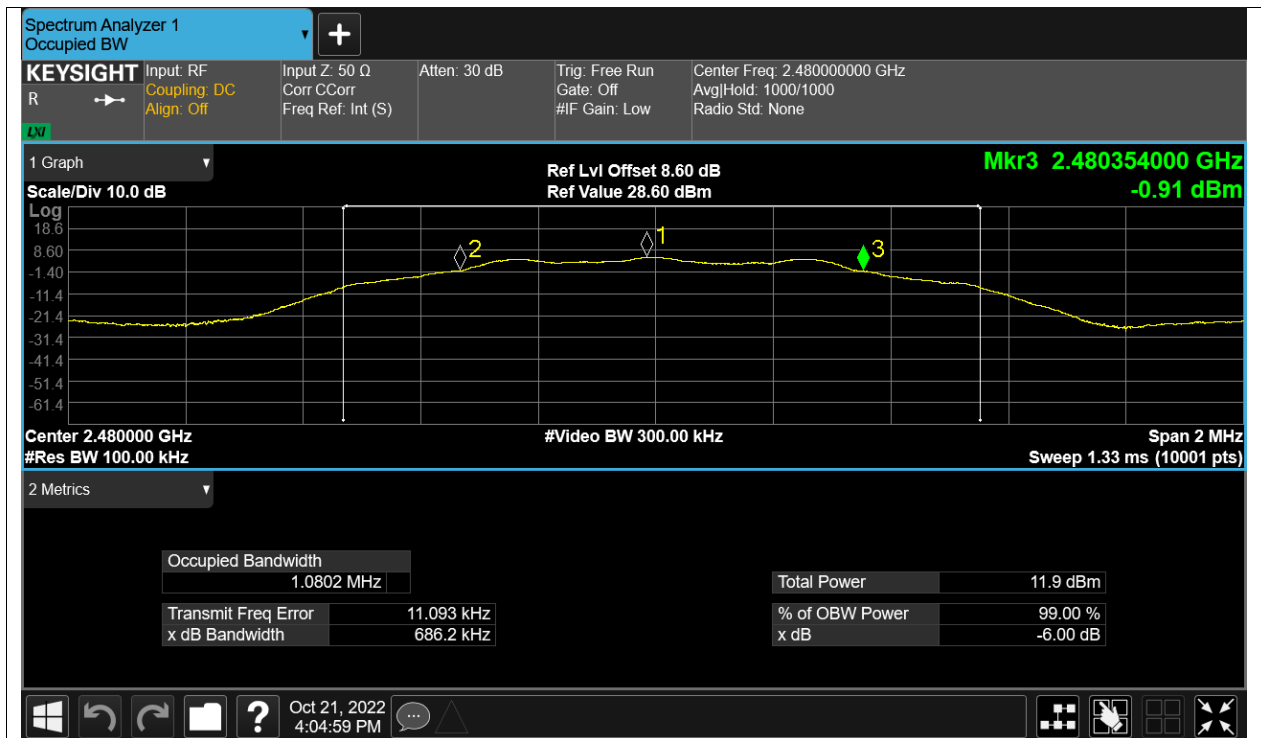 Spectrum Analyzer 1
Occupied BW
KEYSIGHT
R
LXI
Input: RF
Coupling: DC
Align: Off
Input Z: 50 Ω
Corr CCorr
Freq Ref: Int (S)
Atten: 30 dB
Trig: Free Run
Gate: Off
#IF Gain: Low
Center Freq: 2.480000000 GHz
Avg|Hold: 1000/1000
Radio Std: None
1 Graph
Scale/Div 10.0 dB
Ref Lvl Offset 8.60 dB
Ref Value 28.60 dBm
Mkr3 2.480354000 GHz
-0.91 dBm
Log
18.6
8.60
-1.40
-11.4
-21.4
-31.4
-41.4
-51.4
-61.4
2
1
3
Center 2.480000 GHz
#Video BW 300.00 kHz
Span 2 MHz
#Res BW 100.00 kHz
Sweep 1.33 ms (10001 pts)
2 Metrics
Occupied Bandwidth
1.0802 MHz
Total Power 11.9 dBm
Transmit Freq Error 11.093 kHz
% of OBW Power 99.00 %
x dB Bandwidth 686.2 kHz
x dB -6.00 dB
?
Oct 21, 2022
4:04:59 PM